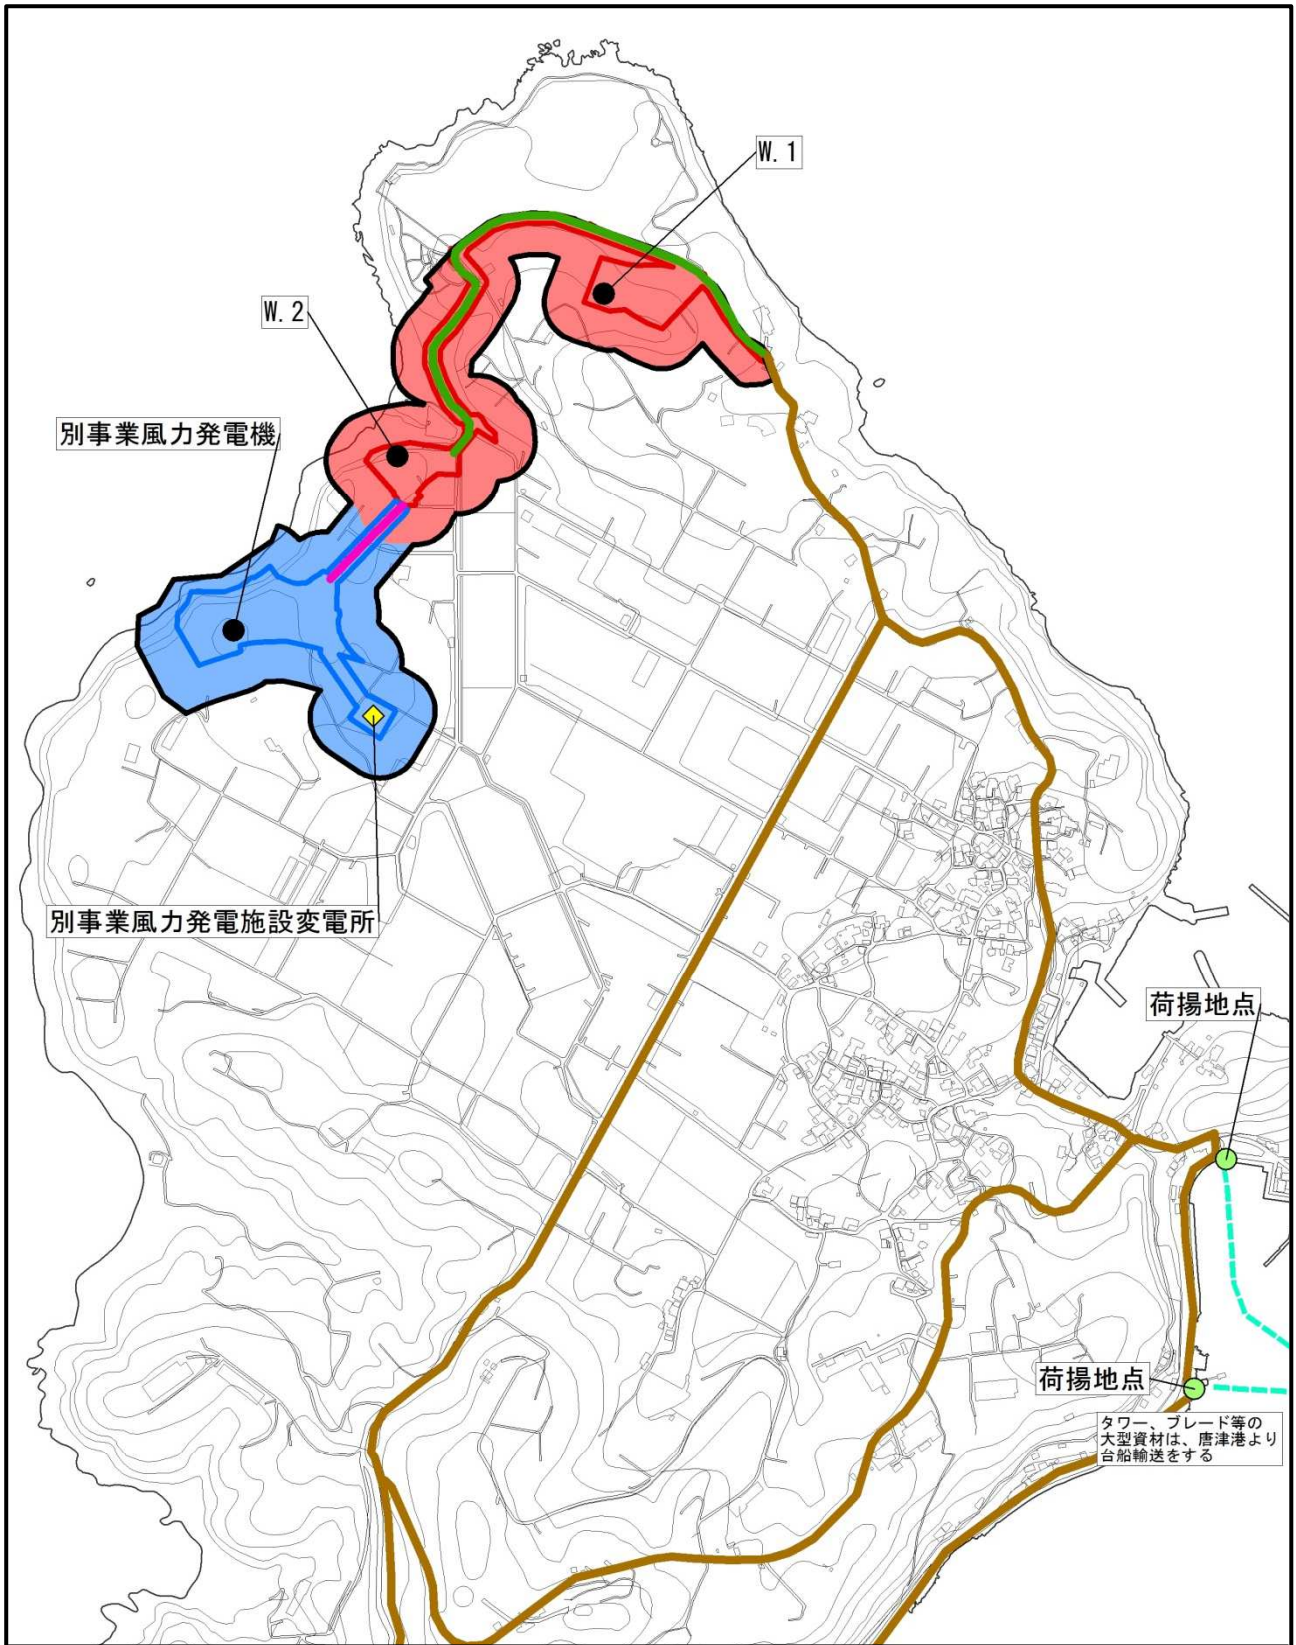 W. 1
W. 2
別事業風力発電機
別事業風力発電施設変電所
荷揚地点
荷揚地点
タワー、ブレード等の
大型資材は、唐津港より
台船輸送をする